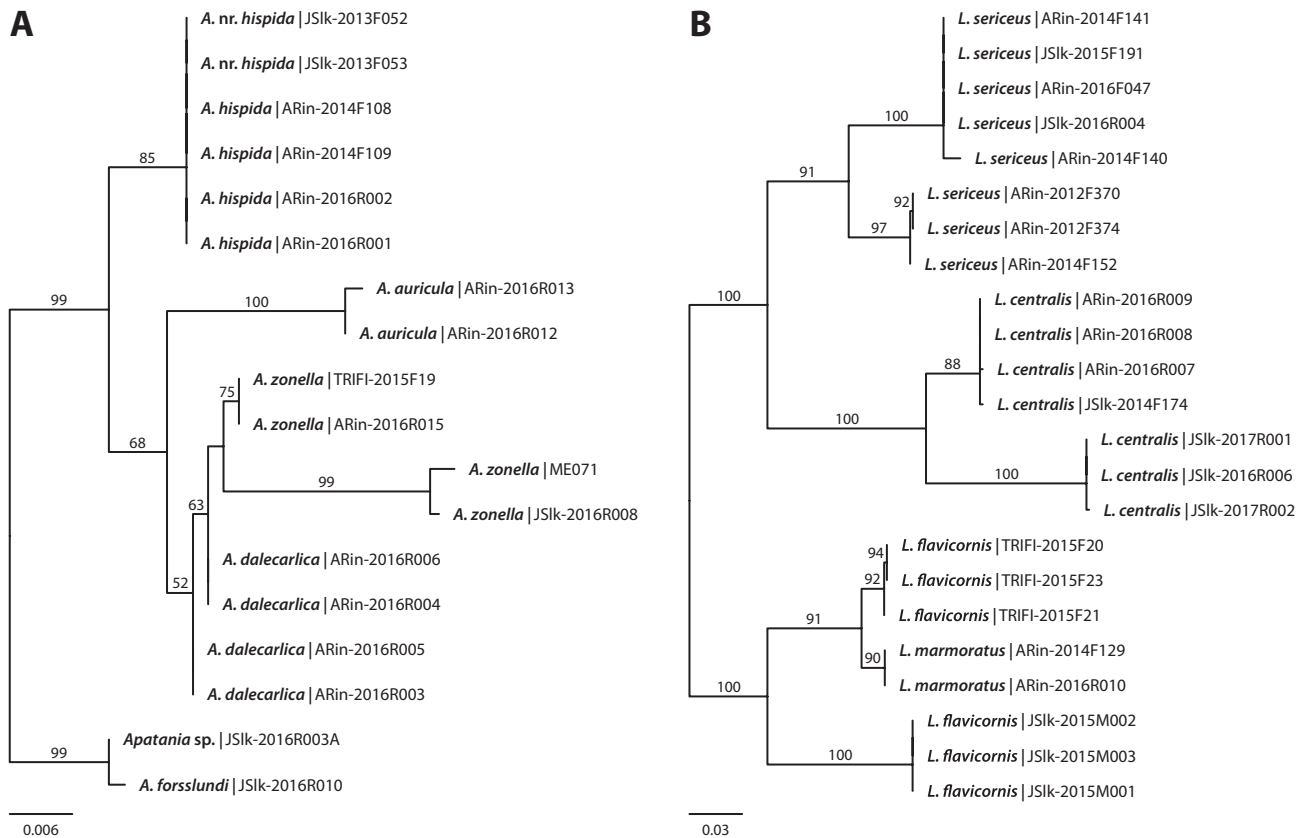 A
A. nr. hispida | JSlk-2013F052
A. nr. hispida | JSlk-2013F053
A. hispida | ARin-2014F108
A. hispida | ARin-2014F109
85
A. hispida | ARin-2016R002
A. hispida | ARin-2016R001
A. auricula | ARin-2016R013
99
100
A. auricula | ARin-2016R012
A. zonella | TRIFI-2015F19
75
A. zonella | ARin-2016R015
68
A. zonella | ME071
99
A. zonella | JSlk-2016R008
63
A. dalecarlica | ARin-2016R006
52
A. dalecarlica | ARin-2016R004
A. dalecarlica | ARin-2016R005
A. dalecarlica | ARin-2016R003
Apatania sp. | JSlk-2016R003A
99
A. forsslundi | JSlk-2016R010
0.006
B
L. sericeus | ARin-2014F141
L. sericeus | JSlk-2015F191
L. sericeus | ARin-2016F047
100
L. sericeus | JSlk-2016R004
L. sericeus | ARin-2014F140
91
L. sericeus | ARin-2012F370
92
L. sericeus | ARin-2012F374
97
L. sericeus | ARin-2014F152
100
L. centralis | ARin-2016R009
L. centralis | ARin-2016R008
88
L. centralis | ARin-2016R007
L. centralis | JSlk-2014F174
100
L. centralis | JSlk-2017R001
100
L. centralis | JSlk-2016R006
L. centralis | JSlk-2017R002
L. flavicornis | TRIFI-2015F20
94
L. flavicornis | TRIFI-2015F23
92
L. flavicornis | TRIFI-2015F21
91
L. marmoratus | ARin-2014F129
90
L. marmoratus | ARin-2016R010
100
L. flavicornis | JSlk-2015M002
L. flavicornis | JSlk-2015M003
100
L. flavicornis | JSlk-2015M001
0.03